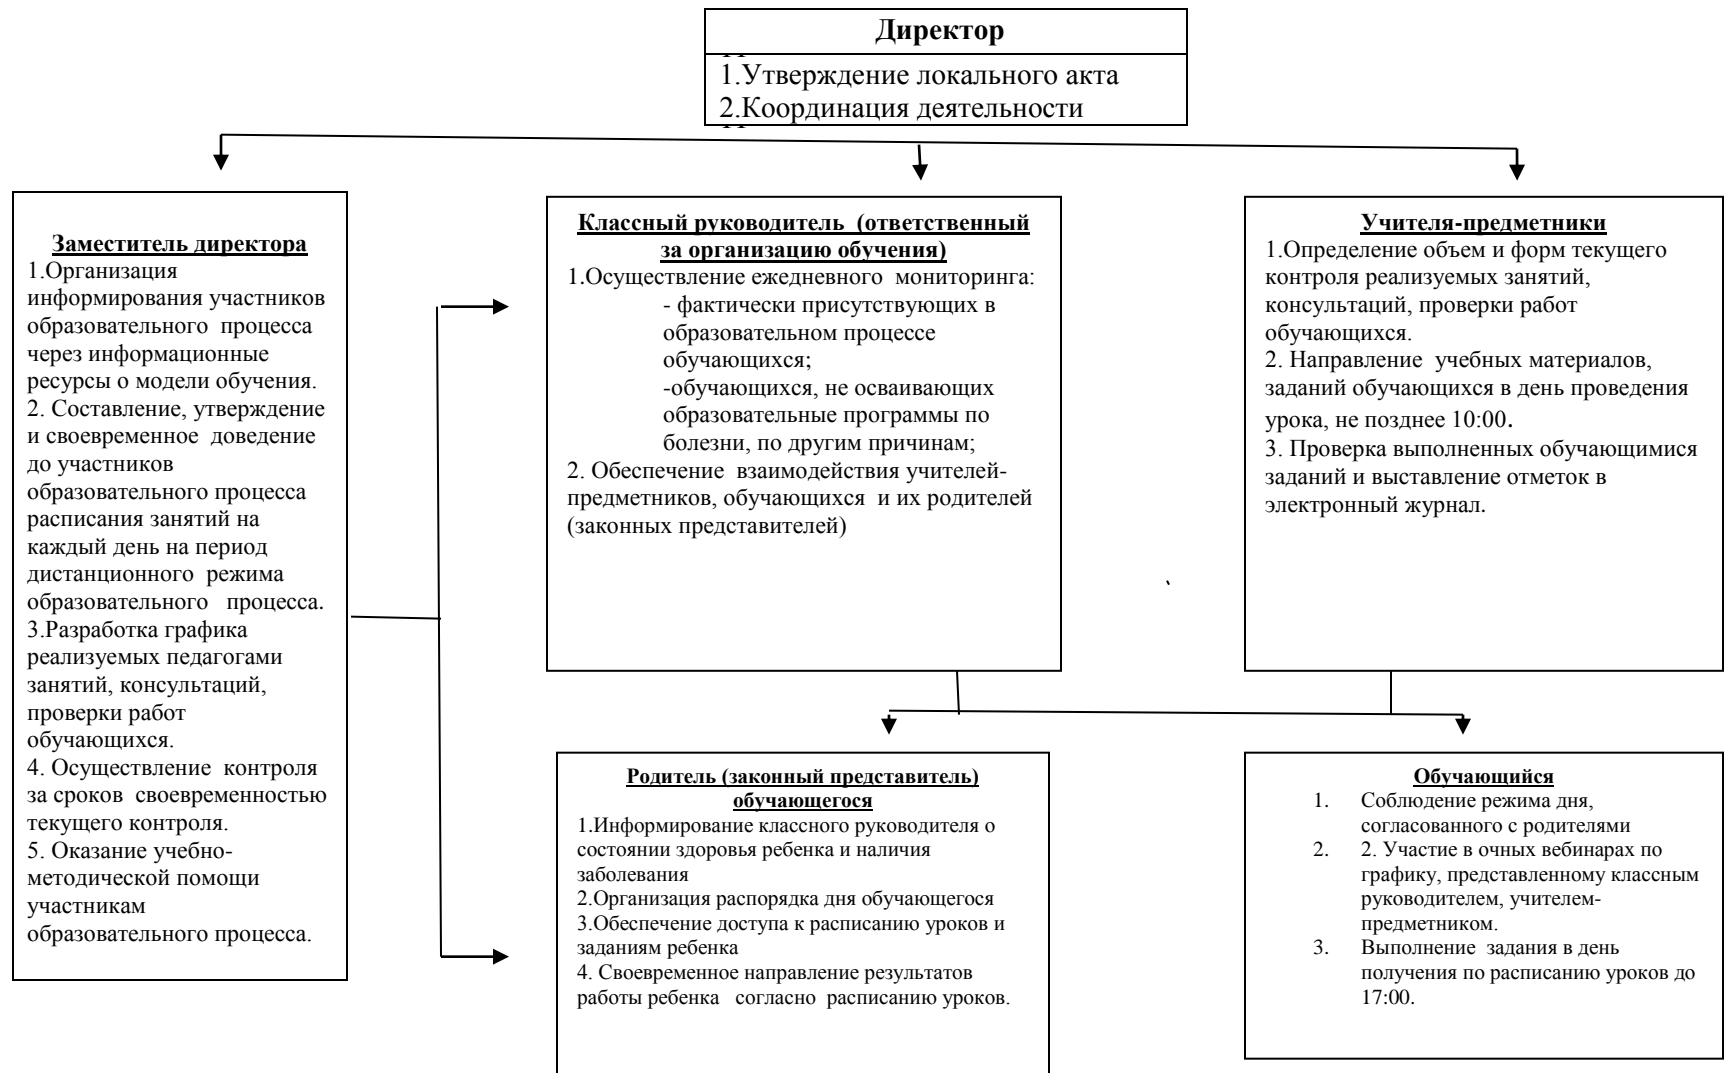 Директор
1.Утверждение локального акта
2.Координация деятельности
Заместитель директора
1.Организация
информирования участников
образовательного процесса
через информационные
ресурсы о модели обучения.
2. Составление, утверждение
и своевременное доведение
до участников
образовательного процесса
расписания занятий на
каждый день на период
дистанционного режима
образовательного процесса.
3.Разработка графика
реализуемых педагогами
занятий, консультаций,
проверки работ
обучающихся.
4. Осуществление контроля
за сроков своевременностью
текущего контроля.
5. Оказание учебно-
методической помощи
участникам
образовательного процесса.
Классный руководитель (ответственный
за организацию обучения)
1.Осуществление ежедневного мониторинга:
- фактически присутствующих в
образовательном процессе
обучающихся;
-обучающихся, не осваивающих
образовательные программы по
болезни, по другим причинам;
2. Обеспечение взаимодействия учителей-
предметников, обучающихся и их родителей
(законных представителей)
Учителя-предметники
1.Определение объем и форм текущего
контроля реализуемых занятий,
консультаций, проверки работ
обучающихся.
2. Направление учебных материалов,
заданий обучающихся в день проведения
урока, не позднее 10:00.
3. Проверка выполненных обучающимися
заданий и выставление отметок в
электронный журнал.
Родитель (законный представитель)
обучающегося
1.Информирование классного руководителя о
состоянии здоровья ребенка и наличия
заболевания
2.Организация распорядка дня обучающегося
3.Обеспечение доступа к расписанию уроков и
заданиям ребенка
4. Своевременное направление результатов
работы ребенка согласно расписанию уроков.
Обучающийся
1. Соблюдение режима дня,
согласованного с родителями
2. 2. Участие в очных вебинарах по
графику, представленному классным
руководителем, учителем-
предметником.
3. Выполнение задания в день
получения по расписанию уроков до
17:00.